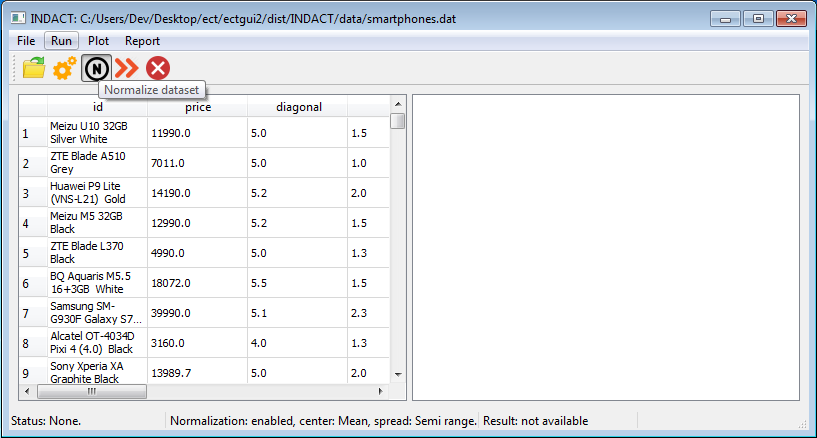 INDACT: C:/Users/Dev/Desktop/ect/ectgui2/dist/INDACT/data/smartphones.dat
File Run Plot Report
N
Normalize dataset
id price diagonal
1 Meizu U10 32GB Silver White 11990.0 5.0 1.5
2 ZTE Blade A510 Grey 7011.0 5.0 1.0
3 Huawei P9 Lite (VNS-L21) Gold 14190.0 5.2 2.0
4 Meizu M5 32GB Black 12990.0 5.2 1.5
5 ZTE Blade L370 Black 4990.0 5.0 1.3
6 BQ Aquaris M5.5 16+3GB White 18072.0 5.5 1.5
7 Samsung SM-G930F Galaxy S7... 39990.0 5.1 2.3
8 Alcatel OT-4034D Pixi 4 (4.0) Black 3160.0 4.0 1.3
9 Sony Xperia XA Graphite Black 13989.7 5.0 2.0
Status: None. Normalization: enabled, center: Mean, spread: Semi range. Result: not available